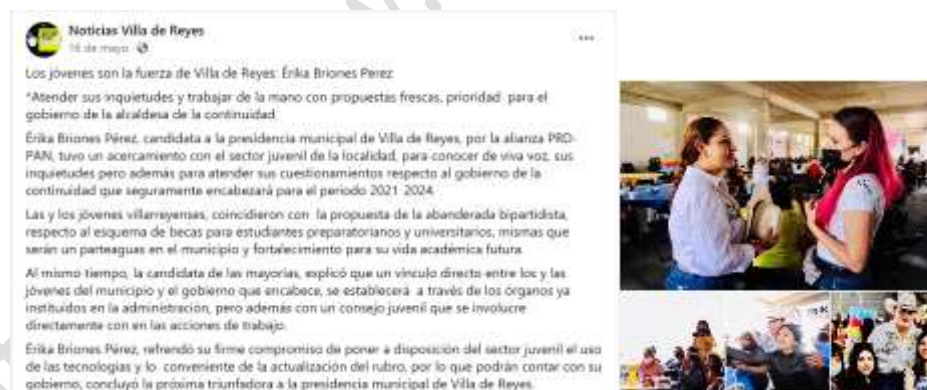 Noticias Villa de Reyes
16 de mayo
Los jóvenes son la fuerza de Villa de Reyes: Érika Briones Perez
*Atender sus inquietudes y trabajar de la mano con propuestas frescas, prioridad para el
gobierno de la alcaldesa de la continuidad
Érika Briones Pérez, candidata a la presidencia municipal de Villa de Reyes, por la alianza PRD-
PAN, tuvo un acercamiento con el sector juvenil de la localidad, para conocer de viva voz, sus
inquietudes pero además para atender sus cuestionamientos respecto al gobierno de la
continuidad que seguramente encabezará para el periodo 2021 2024
Las y los jóvenes villarreyenses, coincidieron con la propuesta de la abanderada bipartidista,
respecto al esquema de becas para estudiantes preparatorianos y universitarios, mismas que
serán un parteaguas en el municipio y fortalecimiento para su vida académica futura
Al mismo tiempo, la candidata de las mayorías, explicó que un vínculo directo entre los y las
jóvenes del municipio y el gobierno que encabece, se establecerá a través de los órganos ya
instituidos en la administración, pero además con un consejo juvenil que se involucre
directamente con en las acciones de trabajo.
Érika Briones Pérez, refrendó su firme compromiso de poner a disposición del sector juvenil el uso
de las tecnologías y lo conveniente de la actualización del rubro, por lo que podrán contar con su
gobierno, concluyó la próxima triunfadora a la presidencia municipal de Villa de Reyes.